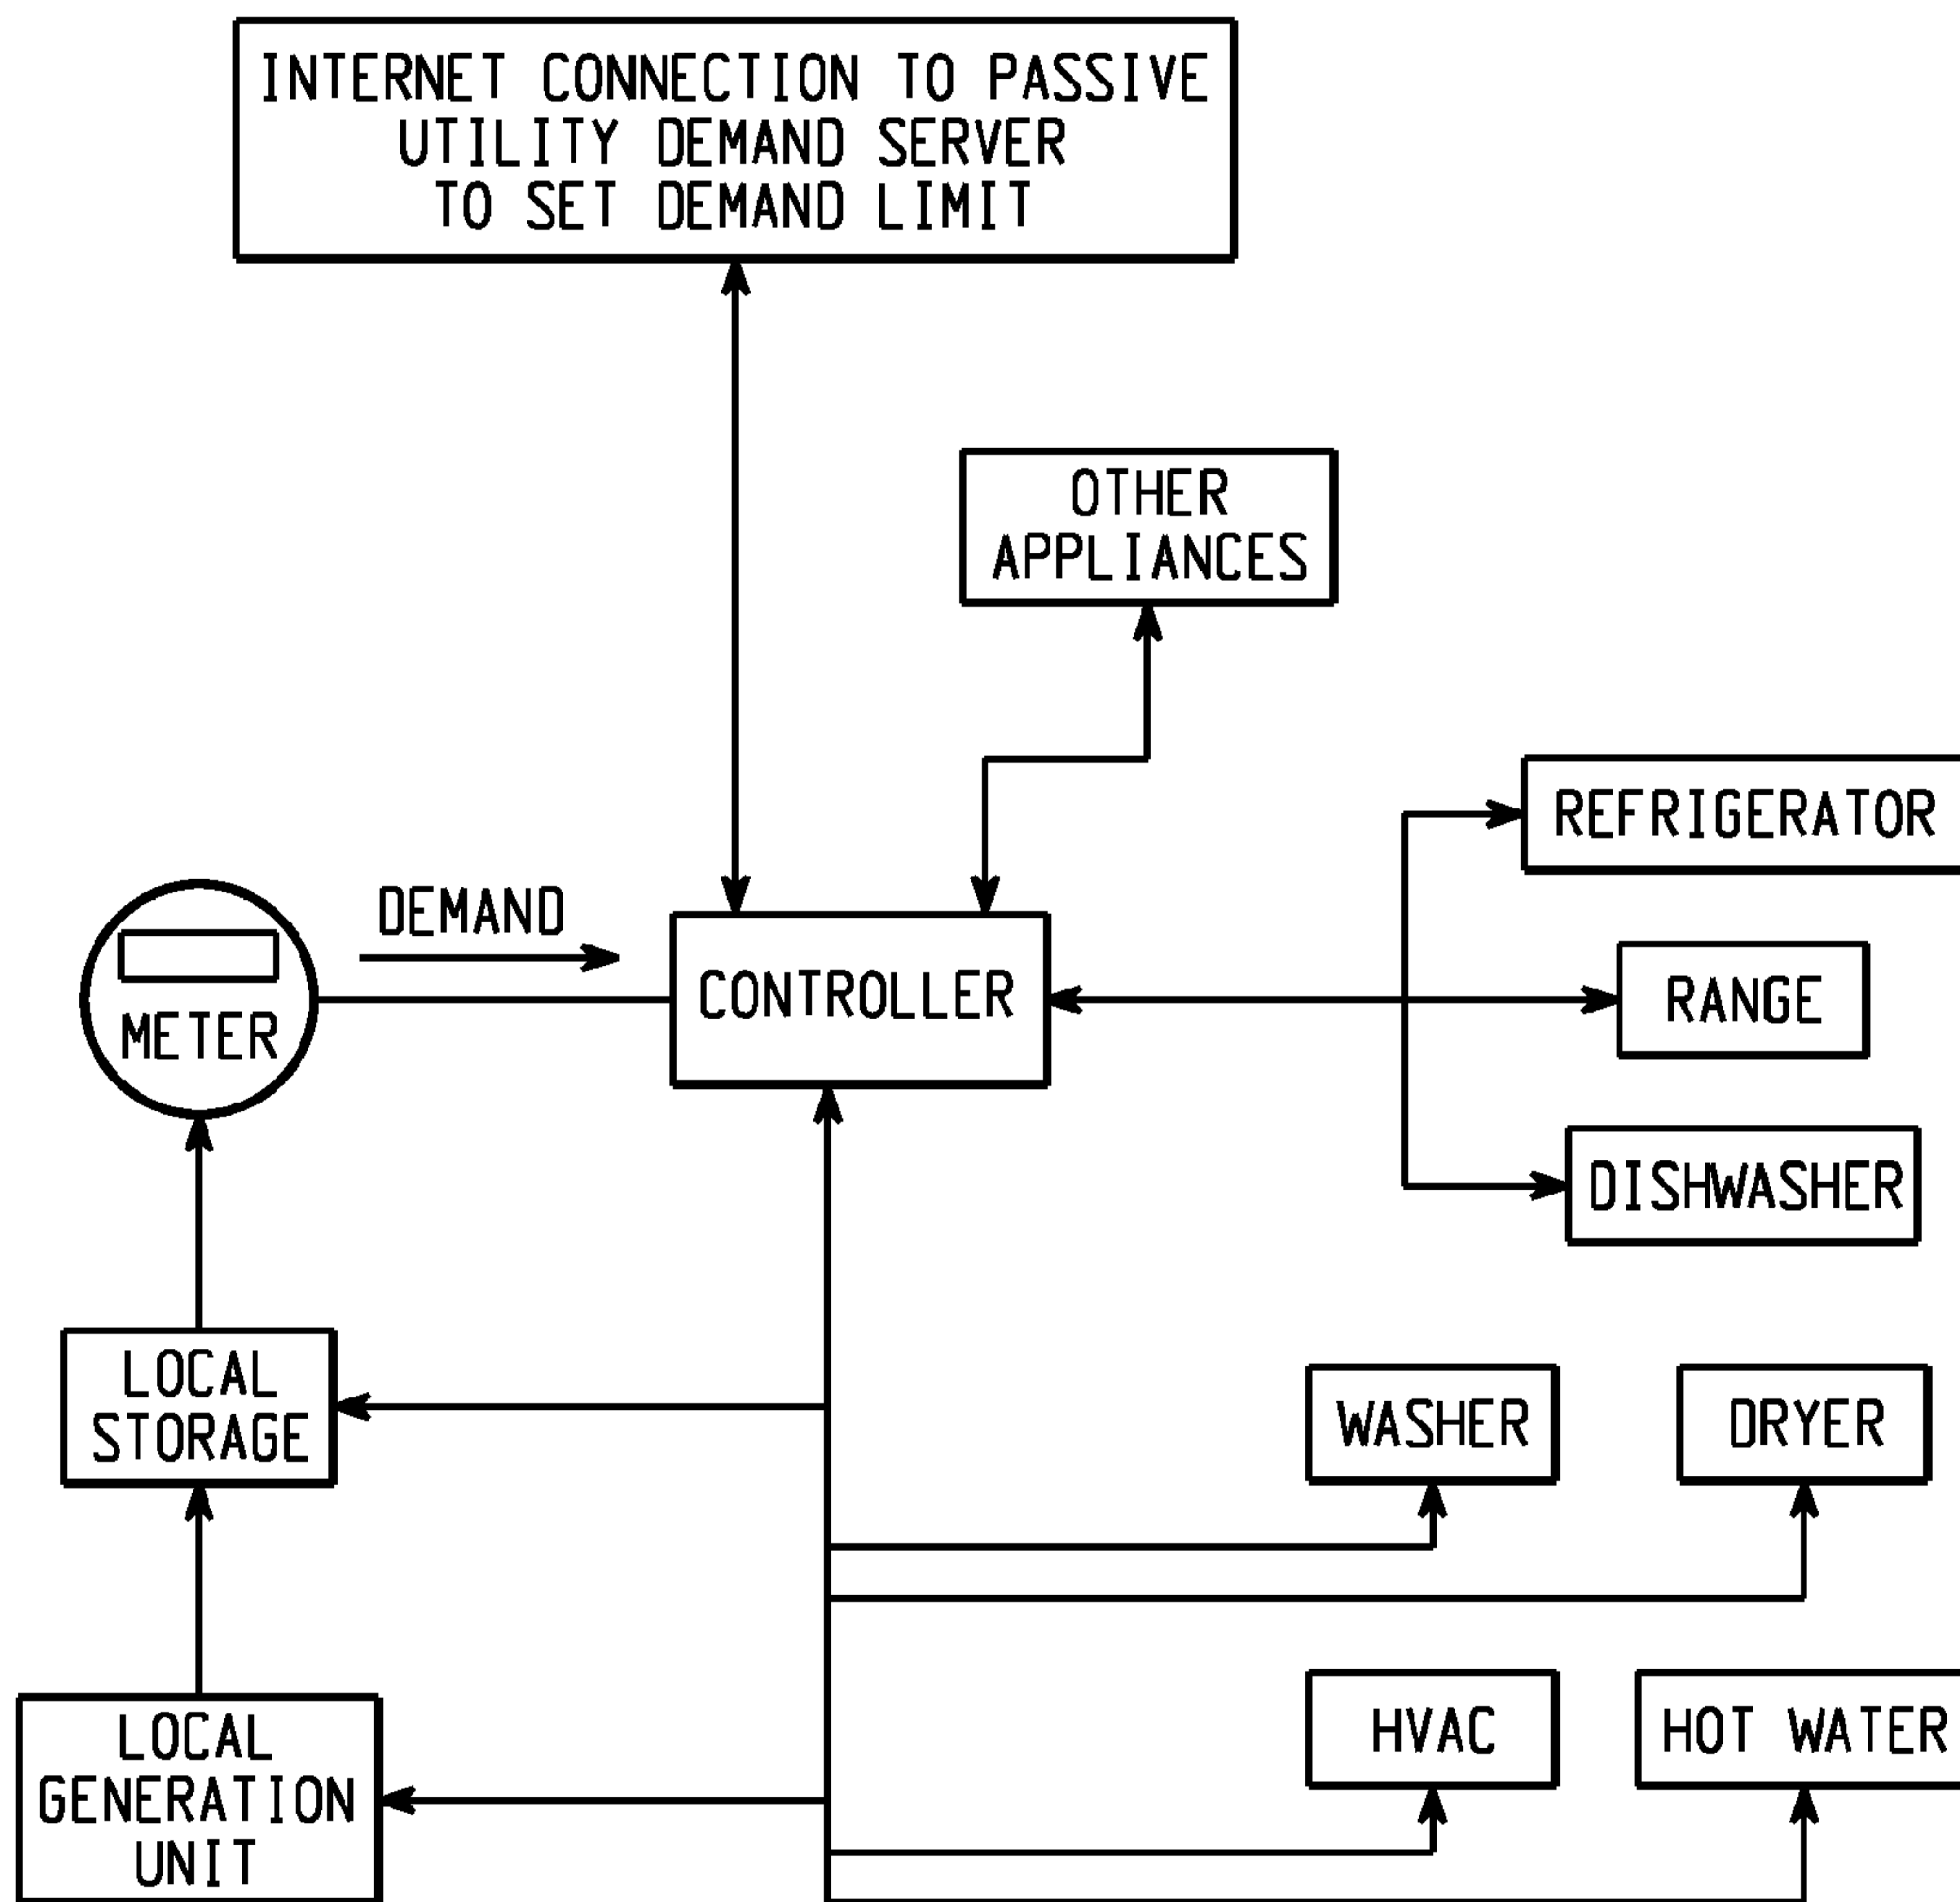 INTERNET CONNECTION TO PASSIVE
UTILITY DEMAND SERVER
TO SET DEMAND LIMIT
OTHER
APPLIANCES
REFRIGERATOR
DEMAND
CONTROLLER
RANGE
METER
DISHWASHER
LOCAL
STORAGE
WASHER
DRYER
LOCAL
GENERATION
UNIT
HVAC
HOT WATER